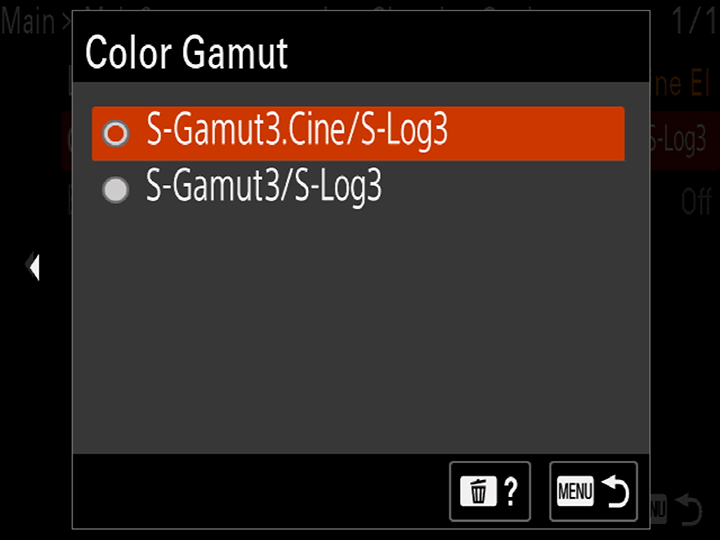 Main >
1/1
Color Gamut
ne EI
S-Gamut3.Cine/S-Log3
S-Log3
S-Gamut3/S-Log3
Off
?
MENU